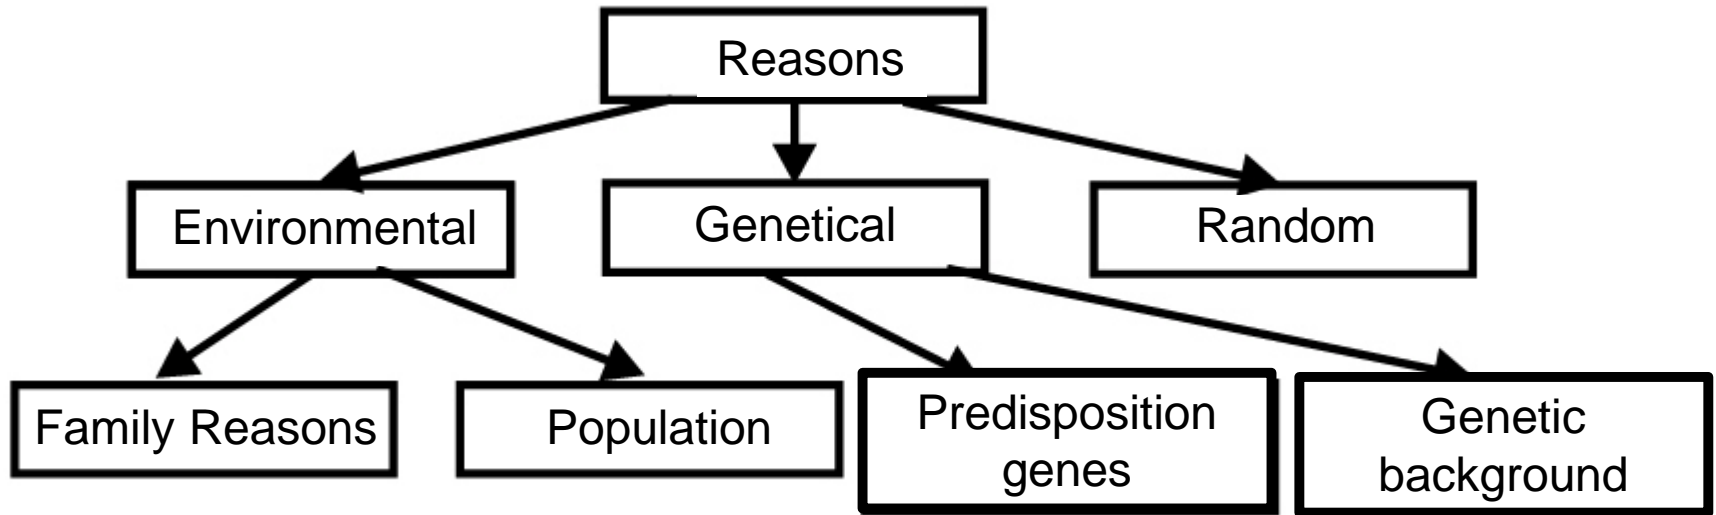 Reasons
Environmental
Genetical
Random
Family Reasons
Population
Predisposition
genes
Genetic
background